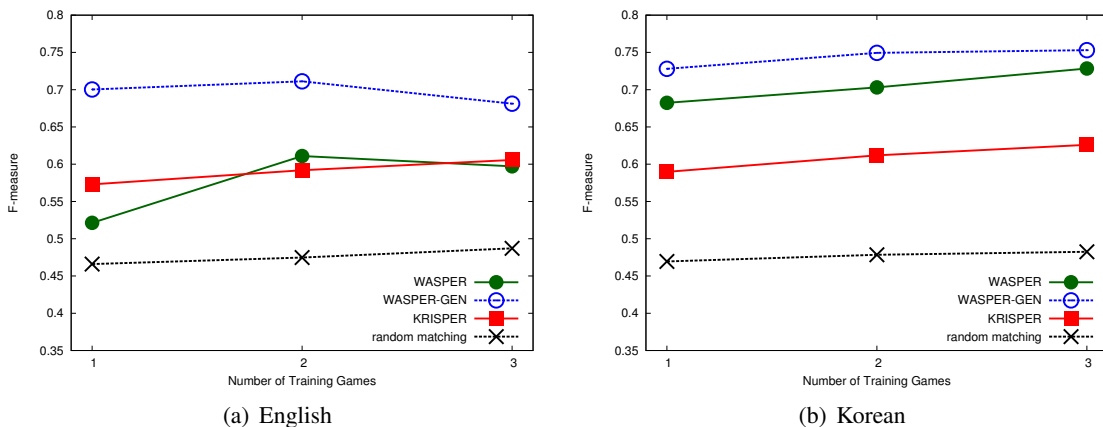 0.8
0.75
0.7
0.65
0.6
0.55
0.5
0.45
0.4
0.35
F-measure
WASPER
WASPER-GEN
KRISPER
random matching
1 2 3
Number of Training Games
(a) English
0.8
0.75
0.7
0.65
0.6
0.55
0.5
0.45
0.4
0.35
F-measure
WASPER
WASPER-GEN
KRISPER
random matching
1 2 3
Number of Training Games
(b) Korean